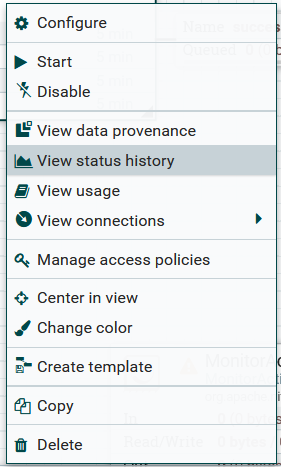 Configure
Start
Disable
View data provenance
View status history
View usage
View connections
Manage access policies
Center in view
Change color
Create template
Copy
Delete